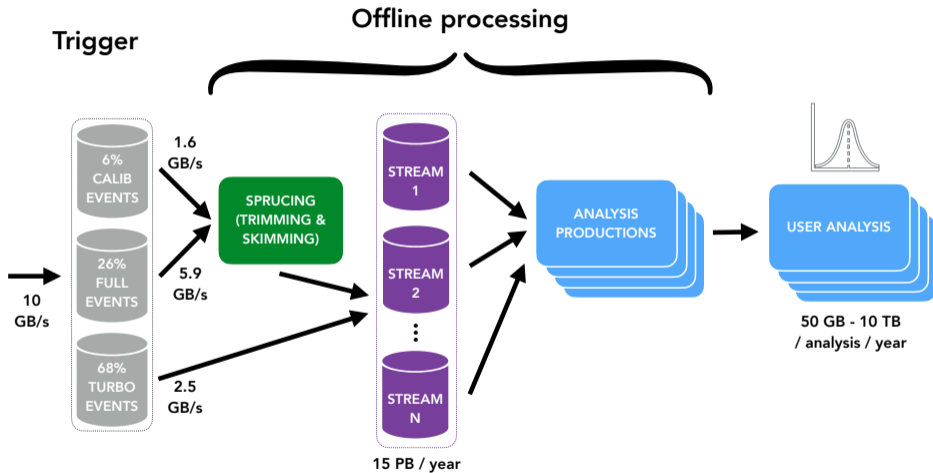 Offline processing
Trigger
10
GB/s
6%
CALIB
EVENTS
26%
FULL
EVENTS
68%
TURBO
EVENTS
1.6
GB/s
5.9
GB/s
2.5
GB/s
SPRUCING
(TRIMMING &
SKIMMING)
STREAM
1
STREAM
2
STREAM
N
15 PB / year
ANALYSIS
PRODUCTIONS
USER ANALYSIS
50 GB - 10 TB
/ analysis / year